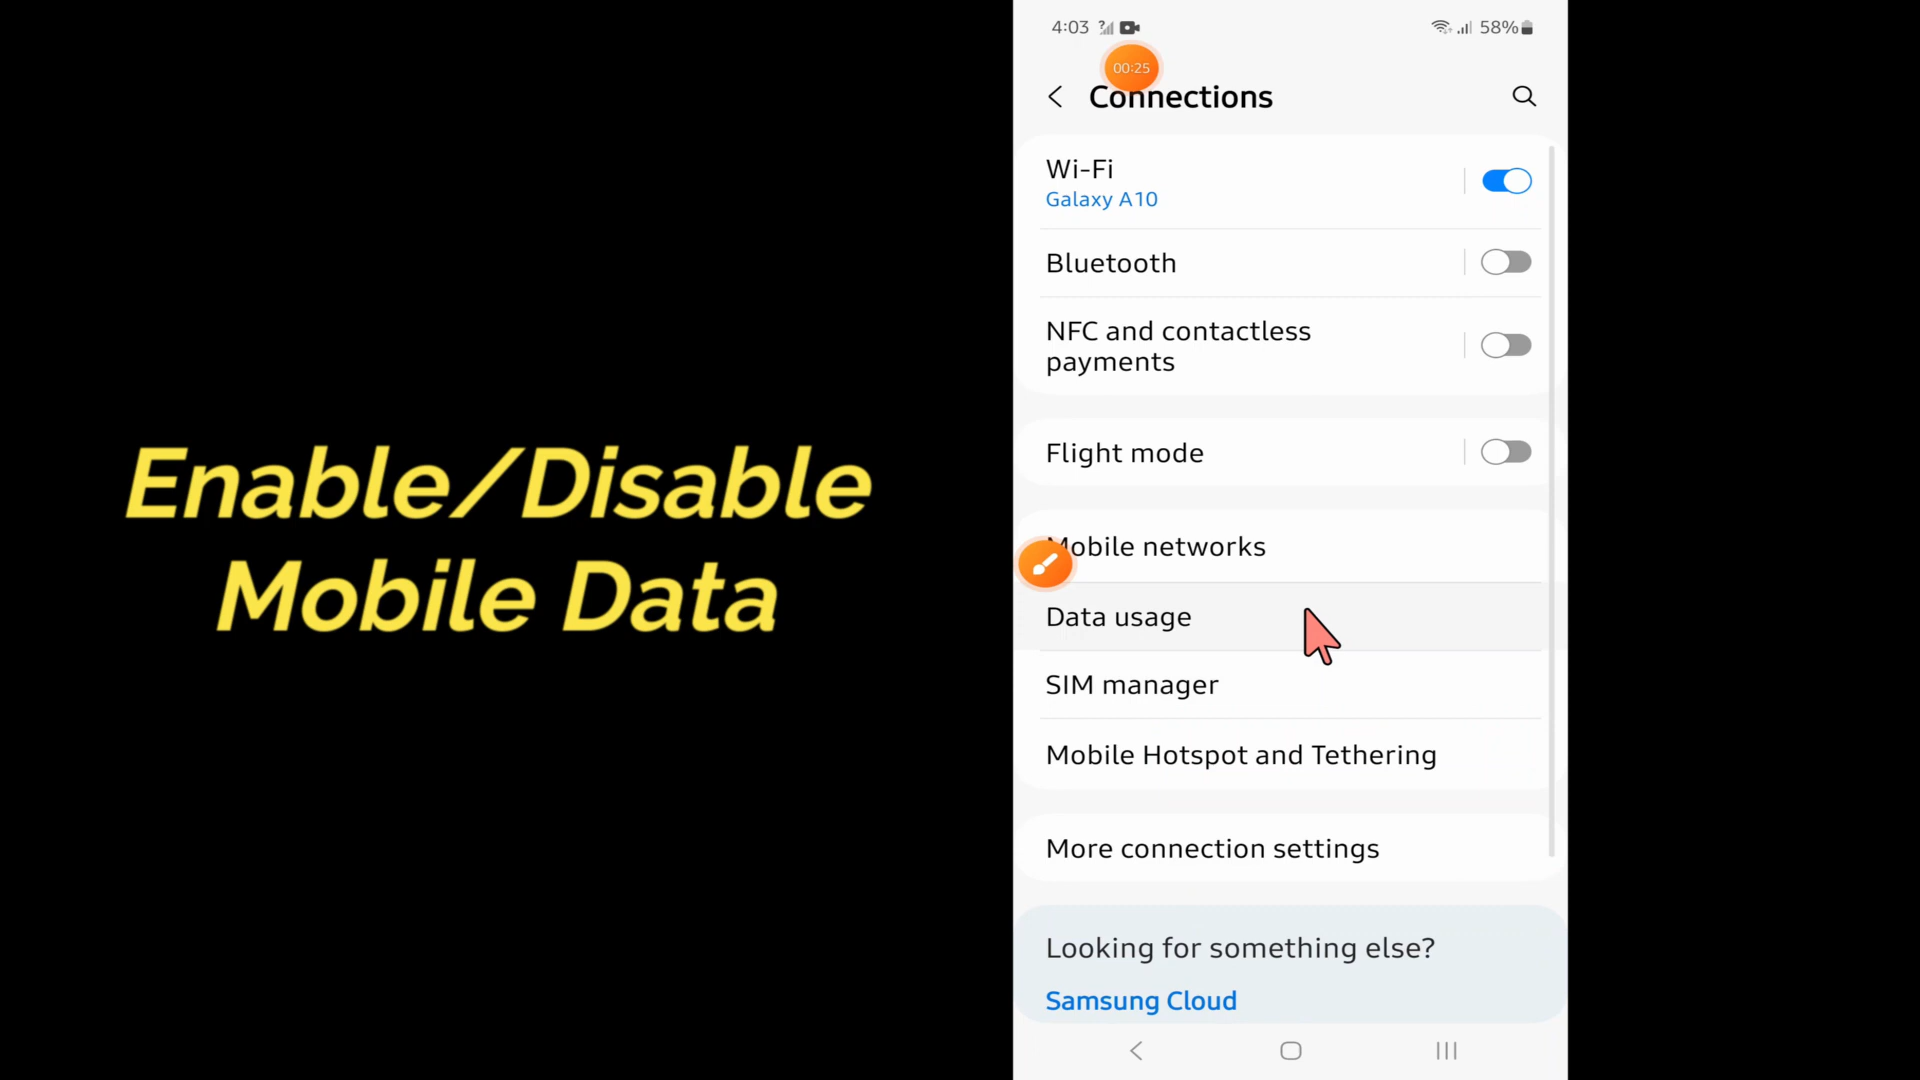 Enable/Disable
Mobile Data
4:03
58%
00:25
Connections
Wi-Fi
Galaxy A10
Bluetooth
NFC and contactless
payments
Flight mode
Mobile networks
Data usage
SIM manager
Mobile Hotspot and Tethering
More connection settings
Looking for something else?
Samsung Cloud